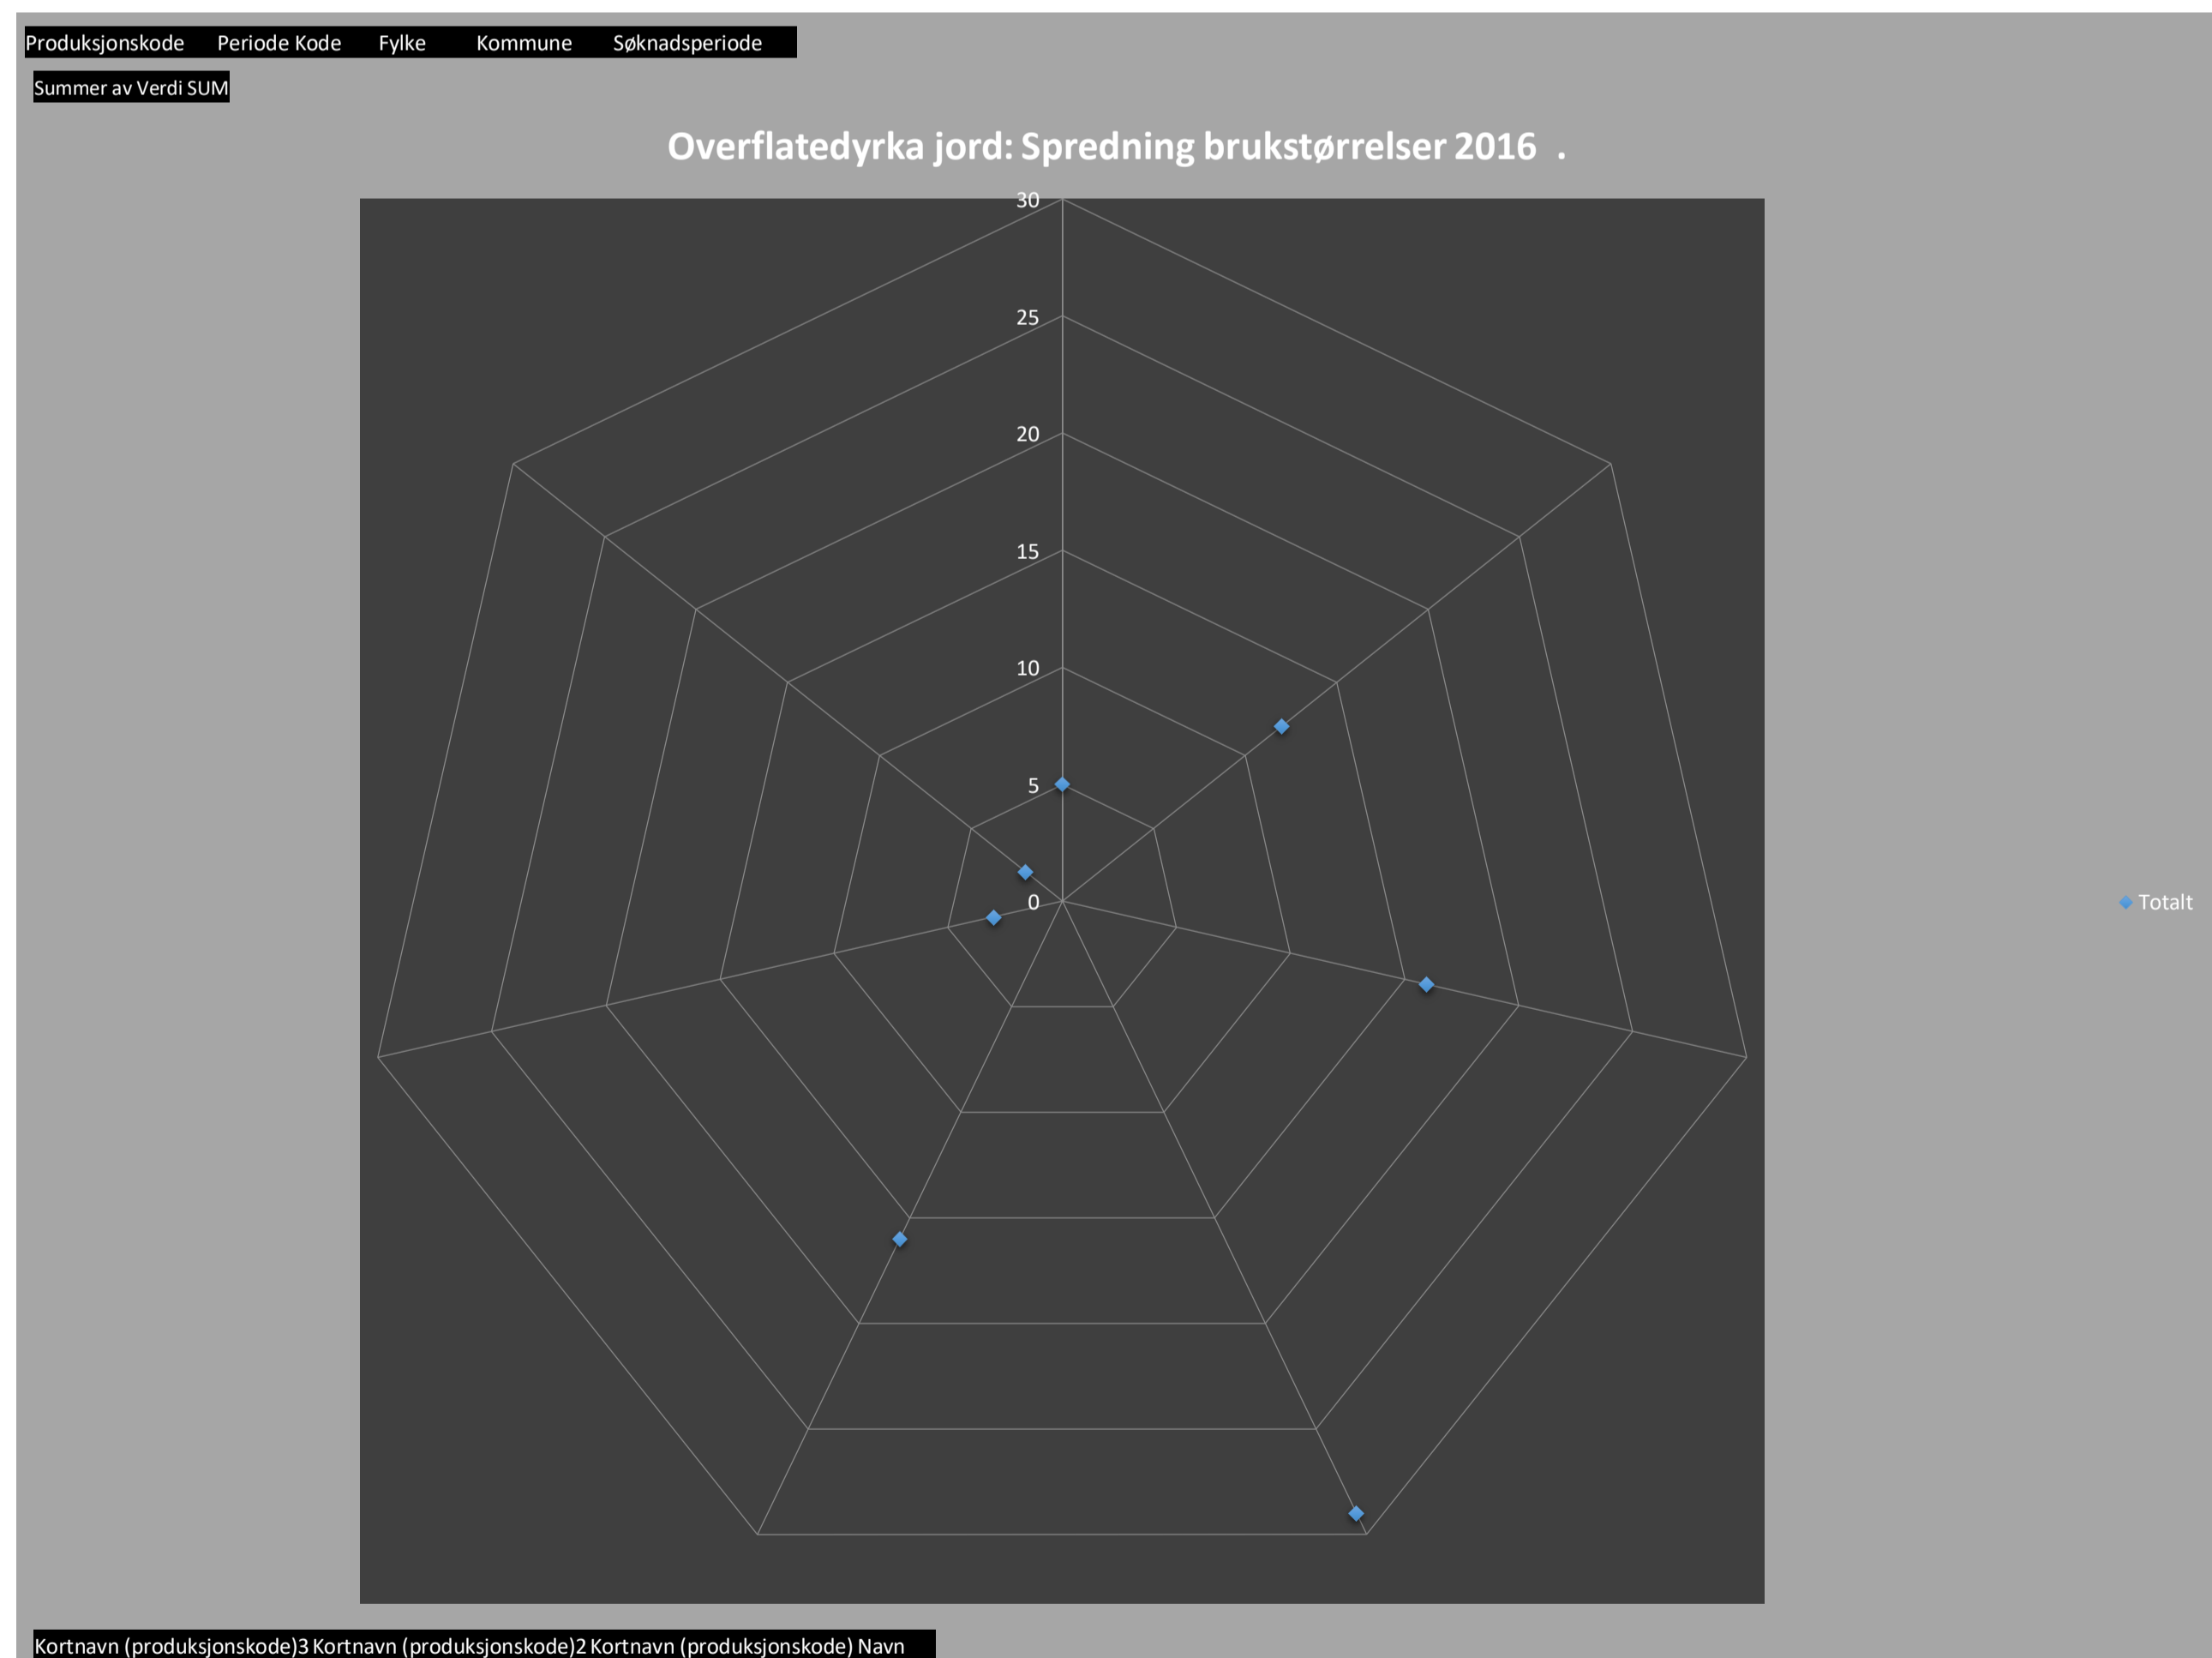 Produksjonskode Periode Kode Fylke Kommune Søknadsperiode
Summer av Verdi SUM
Overflatedyrka jord: Spredning brukstørrelser 2016 .
30
25
20
15
10
5
0
Totalt
Kortnavn (produksjonskode)3 Kortnavn (produksjonskode)2 Kortnavn (produksjonskode) Navn